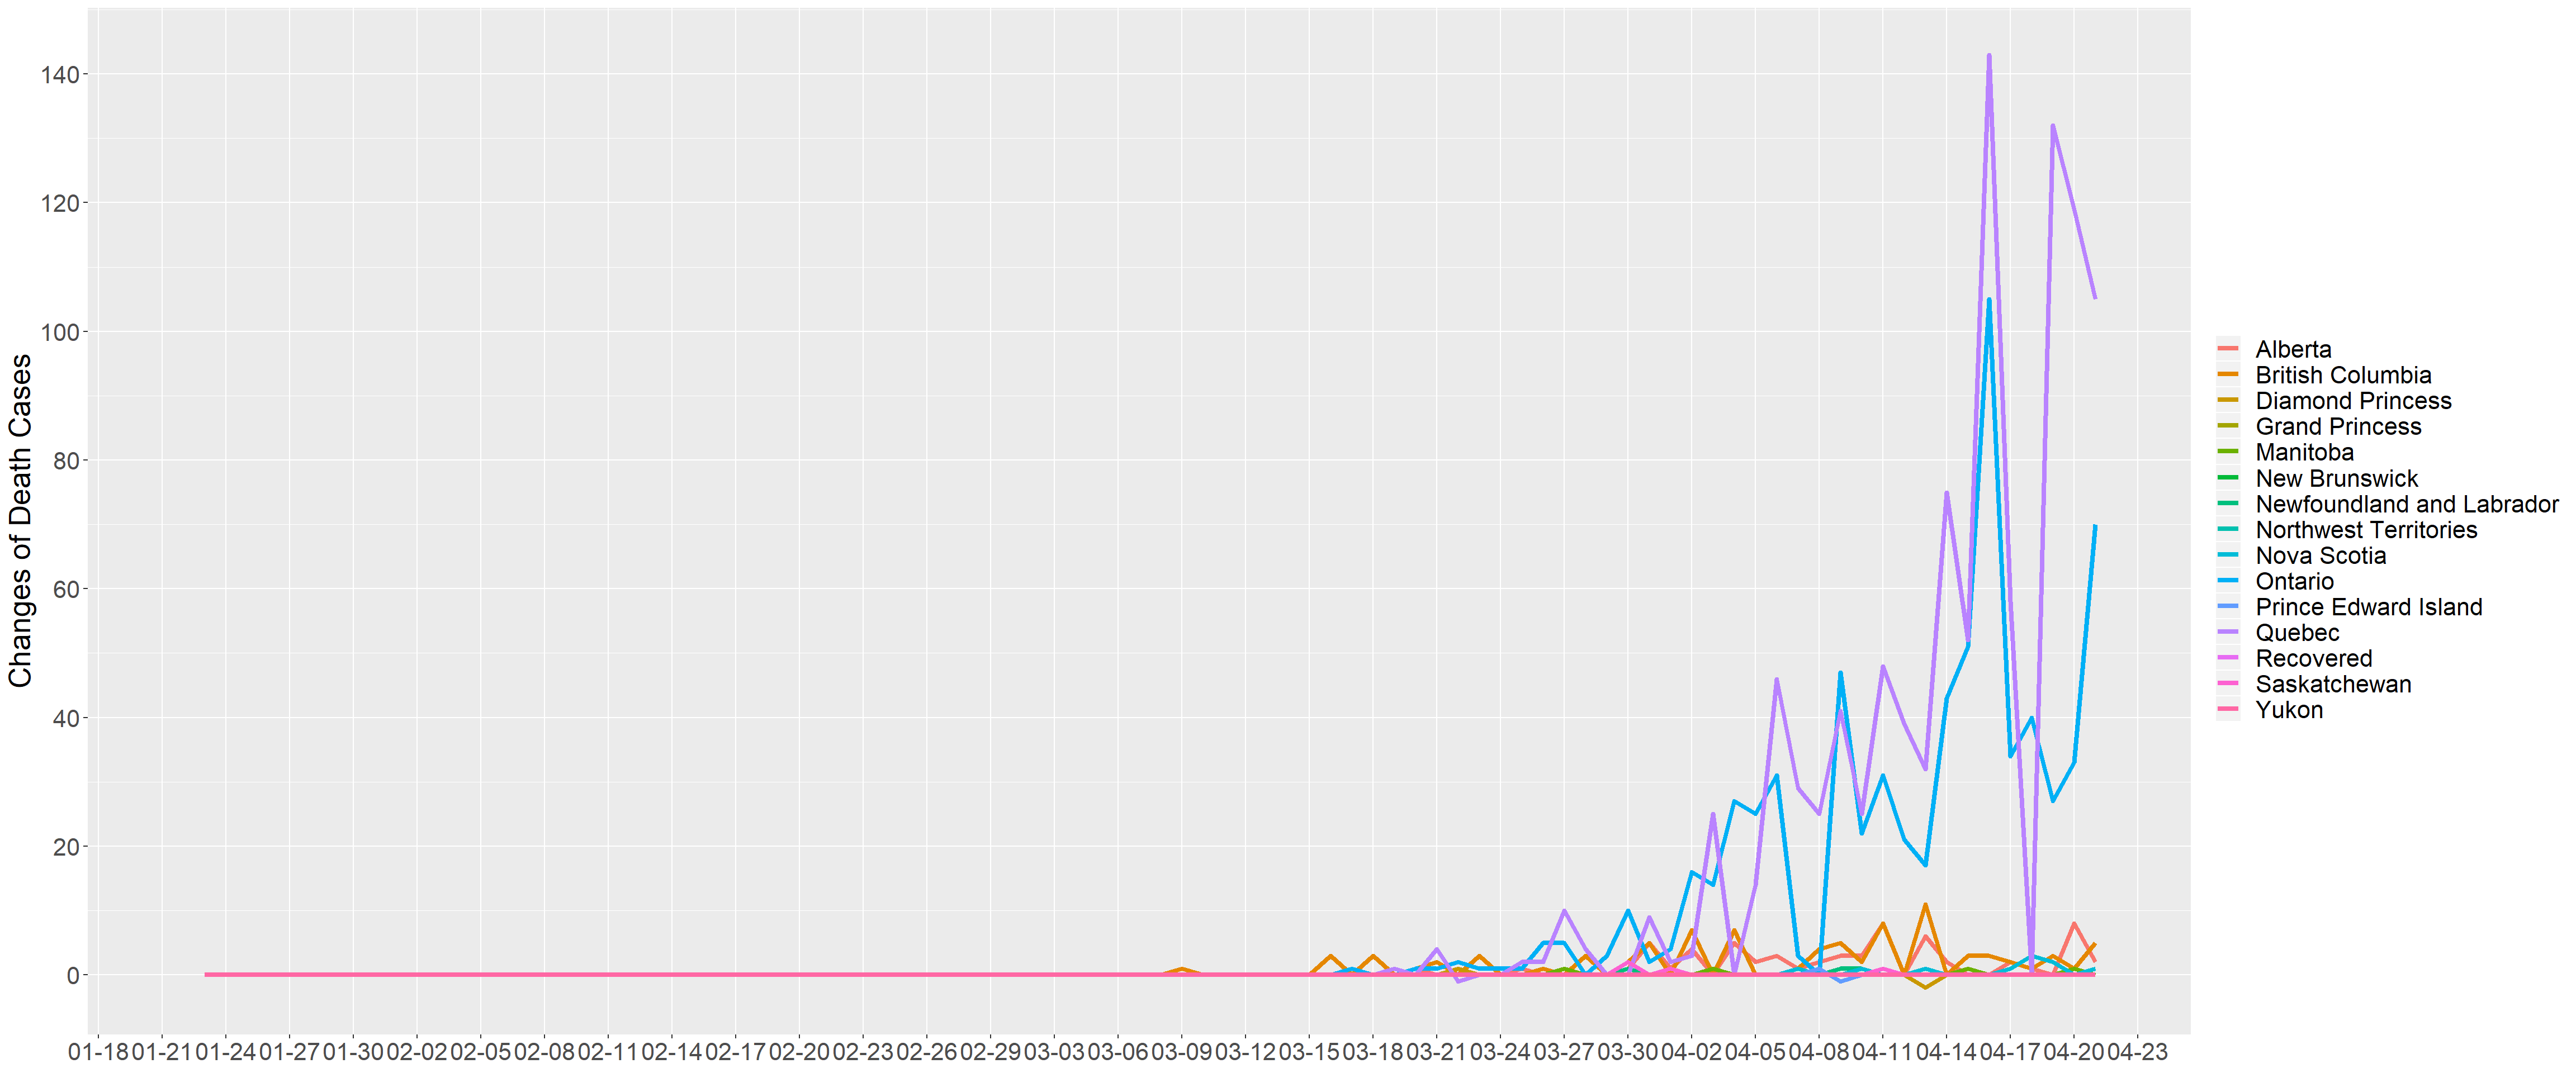 Changes of Death Cases
140
120
100
80
60
40
20
0
01-18 01-21 01-24 01-27 01-30 02-02 02-05 02-08 02-11 02-14 02-17 02-20 02-23 02-26 02-29 03-03 03-06 03-09 03-12 03-15 03-18 03-21 03-24 03-27 03-30 04-02 04-05 04-08 04-11 04-14 04-17 04-20 04-23
Alberta
British Columbia
Diamond Princess
Grand Princess
Manitoba
New Brunswick
Newfoundland and Labrador
Northwest Territories
Nova Scotia
Ontario
Prince Edward Island
Quebec
Recovered
Saskatchewan
Yukon